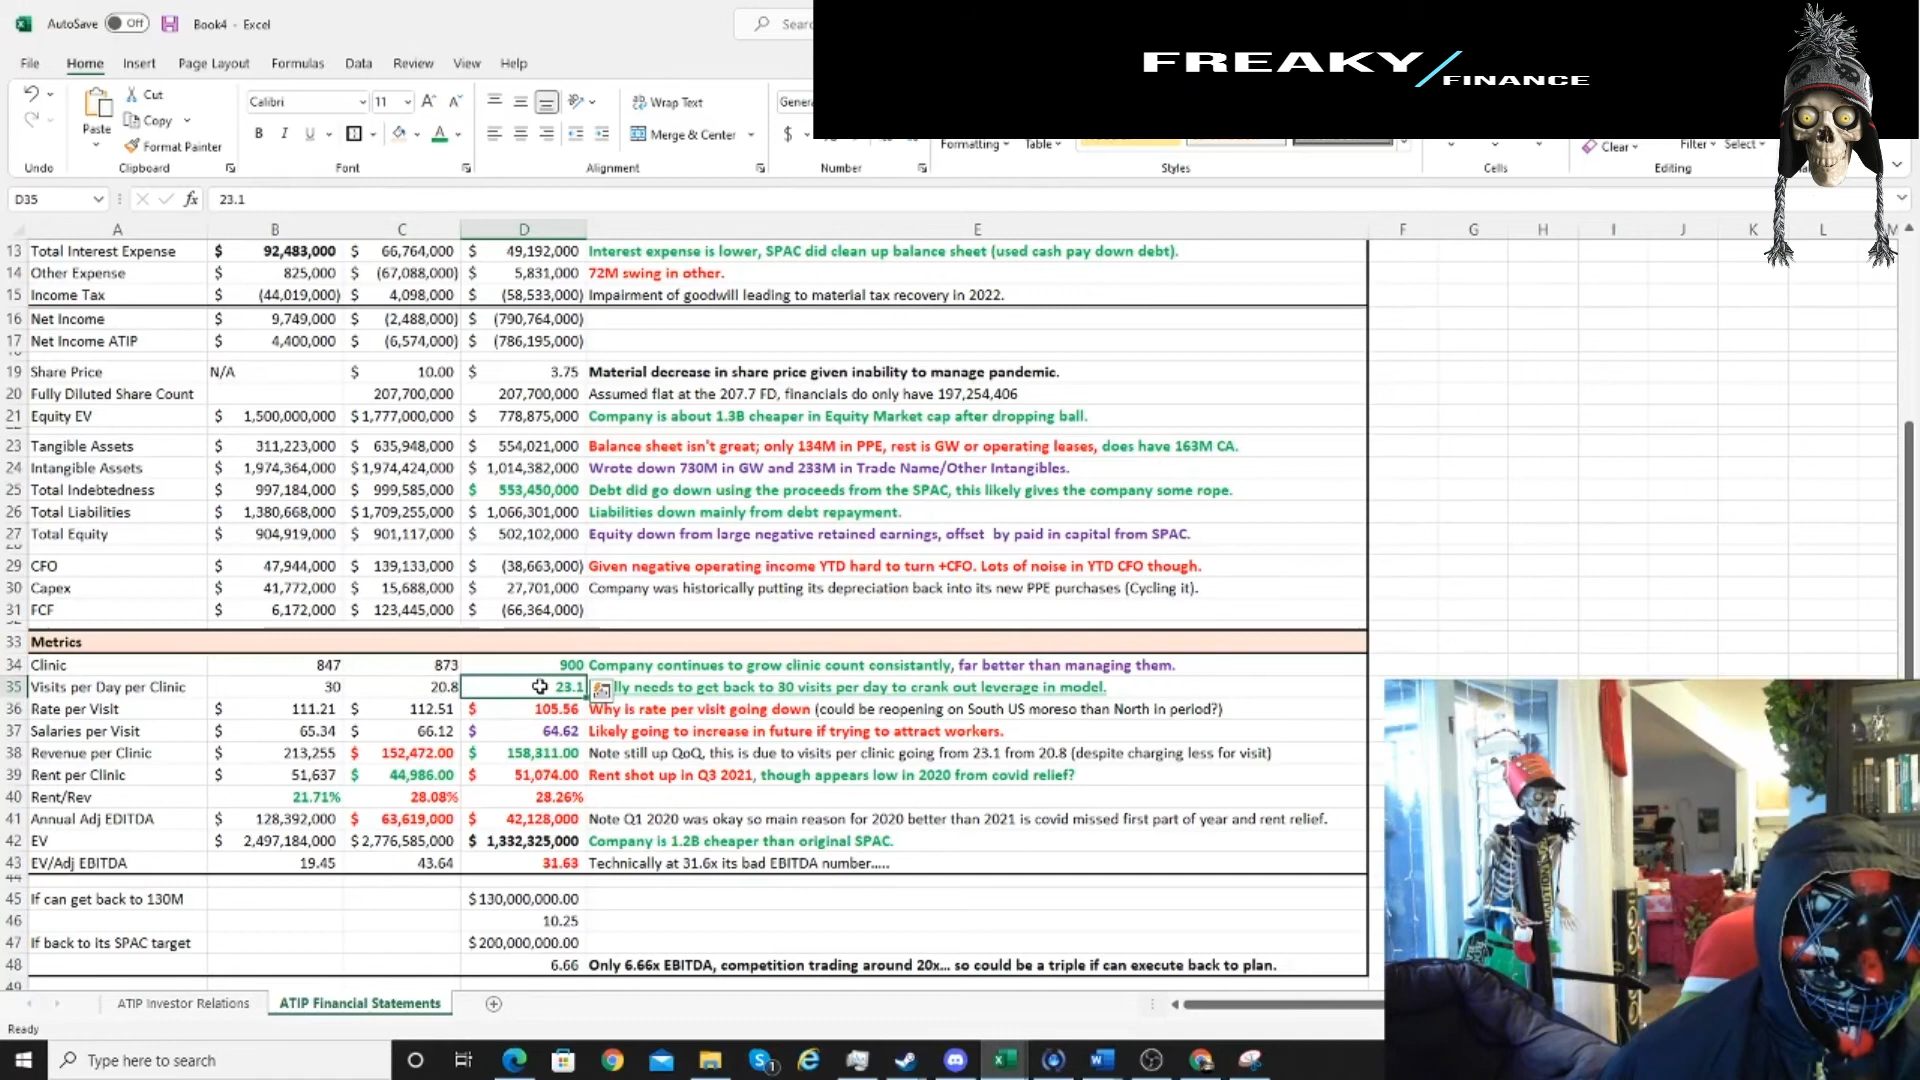 AutoSave Off Book4 - Excel Sear
FREAKY/FINANCE
File Home Insert Page Layout Formulas Data Review View Help
Paste Cut Copy Format Painter
Calibri 11 Wrap Text Merge & Center Genera
B I U A $
Formatting Table Clear Filter Select
Undo Clipboard Font Alignment Number Styles Cells Editing
D35 fx 23.1
A B C D E F G H I J K L M
13 Total Interest Expense $ 92,483,000 $ 66,764,000 $ 49,192,000 Interest expense is lower, SPAC did clean up balance sheet (used cash pay down debt).
14 Other Expense $ 825,000 $ (67,088,000) $ 5,831,000 72M swing in other.
15 Income Tax $ (44,019,000) $ 4,098,000 $ (58,533,000) Impairment of goodwill leading to material tax recovery in 2022.
16 Net Income $ 9,749,000 $ (2,488,000) $ (790,764,000)
17 Net Income ATIP $ 4,400,000 $ (6,574,000) $ (786,195,000)
19 Share Price N/A $ 10.00 $ 3.75 Material decrease in share price given inability to manage pandemic.
20 Fully Diluted Share Count 207,700,000 207,700,000 Assumed flat at the 207.7 FD, financials do only have 197,254,406
21 Equity EV $ 1,500,000,000 $ 1,777,000,000 $ 778,875,000 Company is about 1.3B cheaper in Equity Market cap after dropping ball.
23 Tangible Assets $ 311,223,000 $ 635,948,000 $ 554,021,000 Balance sheet isn't great; only 134M in PPE, rest is GW or operating leases, does have 163M CA.
24 Intangible Assets $ 1,974,364,000 $ 1,974,424,000 $ 1,014,382,000 Wrote down 730M in GW and 233M in Trade Name/Other Intangibles.
25 Total Indebtedness $ 997,184,000 $ 999,585,000 $ 553,450,000 Debt did go down using the proceeds from the SPAC, this likely gives the company some rope.
26 Total Liabilities $ 1,380,668,000 $ 1,709,255,000 $ 1,066,301,000 Liabilities down mainly from debt repayment.
27 Total Equity $ 904,919,000 $ 901,117,000 $ 502,102,000 Equity down from large negative retained earnings, offset by paid in capital from SPAC.
29 CFO $ 47,944,000 $ 139,133,000 $ (38,663,000) Given negative operating income YTD hard to turn +CFO. Lots of noise in YTD CFO though.
30 Capex $ 41,772,000 $ 15,688,000 $ 27,701,000 Company was historically putting its depreciation back into its new PPE purchases (Cycling it).
31 FCF $ 6,172,000 $ 123,445,000 $ (66,364,000)
33 Metrics
34 Clinic 847 873 900 Company continues to grow clinic count consistantly, far better than managing them.
35 Visits per Day per Clinic 30 20.8 23.1 lly needs to get back to 30 visits per day to crank out leverage in model.
36 Rate per Visit $ 111.21 $ 112.51 $ 105.56 Why is rate per visit going down (could be reopening on South US moreso than North in period?)
37 Salaries per Visit $ 65.34 $ 66.12 $ 64.62 Likely going to increase in future if trying to attract workers.
38 Revenue per Clinic $ 213,255 $ 152,472.00 $ 158,311.00 Note still up QoQ, this is due to visits per clinic going from 23.1 from 20.8 (despite charging less for visit)
39 Rent per Clinic $ 51,637 $ 44,986.00 $ 51,074.00 Rent shot up in Q3 2021, though appears low in 2020 from covid relief?
40 Rent/Rev 21.71% 28.08% 28.26%
41 Annual Adj EDITDA $ 128,392,000 $ 63,619,000 $ 42,128,000 Note Q1 2020 was okay so main reason for 2020 better than 2021 is covid missed first part of year and rent relief.
42 EV $ 2,497,184,000 $ 2,776,585,000 $ 1,332,325,000 Company is 1.2B cheaper than original SPAC.
43 EV/Adj EBITDA 19.45 43.64 31.63 Technically at 31.6x its bad EBITDA number.....
44
45 If can get back to 130M $130,000,000.00
46 10.25
47 If back to its SPAC target $200,000,000.00
48 6.66 Only 6.66x EBITDA, competition trading around 20x... so could be a triple if can execute back to plan.
49
ATIP Investor Relations ATIP Financial Statements
Ready
Type here to search